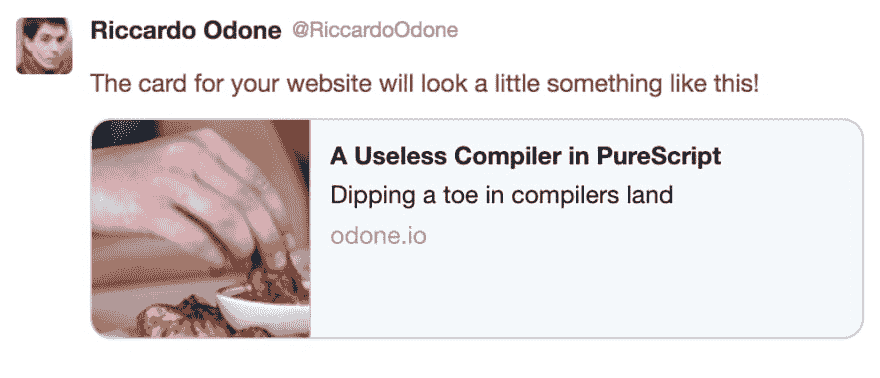 Riccardo Odone @RiccardoOdone
The card for your website will look a little something like this!
A Useless Compiler in PureScript
Dipping a toe in compilers land
odone.io